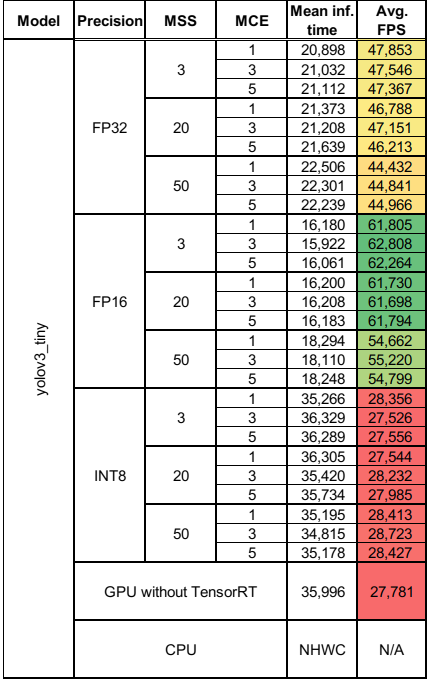 Model Precision MSS MCE Mean inf. time Avg. FPS
yolov3_tiny
FP32
3
1 20,898 47,853
3 21,032 47,546
5 21,112 47,367
20
1 21,373 46,788
3 21,208 47,151
5 21,639 46,213
50
1 22,506 44,432
3 22,301 44,841
5 22,239 44,966
FP16
3
1 16,180 61,805
3 15,922 62,808
5 16,061 62,264
20
1 16,200 61,730
3 16,208 61,698
5 16,183 61,794
50
1 18,294 54,662
3 18,110 55,220
5 18,248 54,799
INT8
3
1 35,266 28,356
3 36,329 27,526
5 36,289 27,556
20
1 36,305 27,544
3 35,420 28,232
5 35,734 27,985
50
1 35,195 28,413
3 34,815 28,723
5 35,178 28,427
GPU without TensorRT 35,996 27,781
CPU NHWC N/A